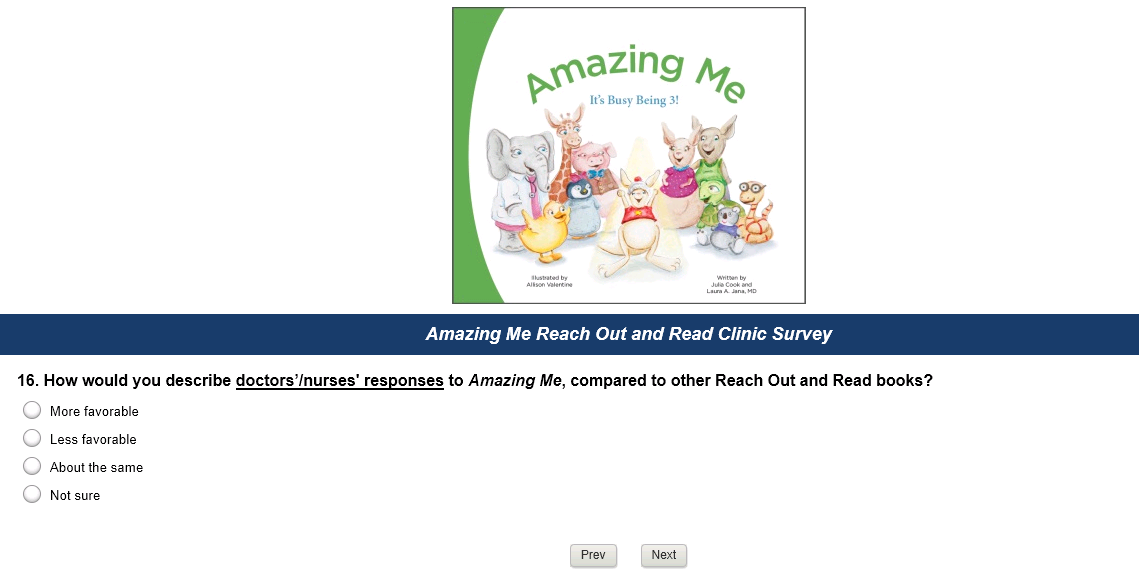 Amazing Me
It's Busy Being 3!
Illustrated by
Allison Valentine
Written by
Julia Cook and
Laura A. Jana, MD
Amazing Me Reach Out and Read Clinic Survey
16. How would you describe doctors'/nurses' responses to Amazing Me, compared to other Reach Out and Read books?
More favorable
Less favorable
About the same
Not sure
Prev Next